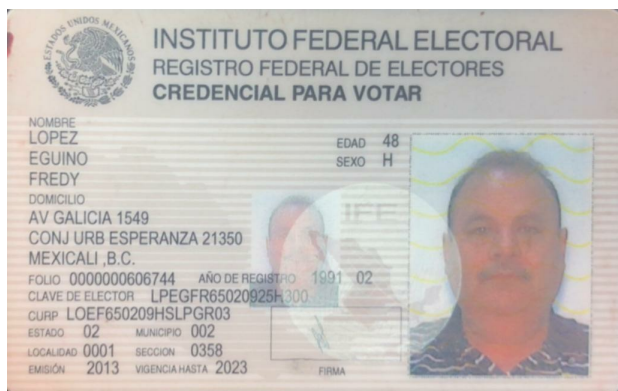 ESTADOS UNIDOS MEXICANOS
INSTITUTO FEDERAL ELECTORAL
REGISTRO FEDERAL DE ELECTORES
CREDENCIAL PARA VOTAR
NOMBRE
LOPEZ
EGUINO
FREDY
EDAD 48
SEXO H
DOMICILIO
AV GALICIA 1549
CONJ URB ESPERANZA 21350
MEXICALI ,B.C.
IFE
FOLIO 0000000606744 AÑO DE REGISTRO 1991 02
CLAVE DE ELECTOR LPEGFR65020925H300
CURP LOEF650209HSLPGR03
ESTADO 02 MUNICIPIO 002
LOCALIDAD 0001 SECCION 0358
EMISIÓN 2013 VIGENCIA HASTA 2023
FIRMA